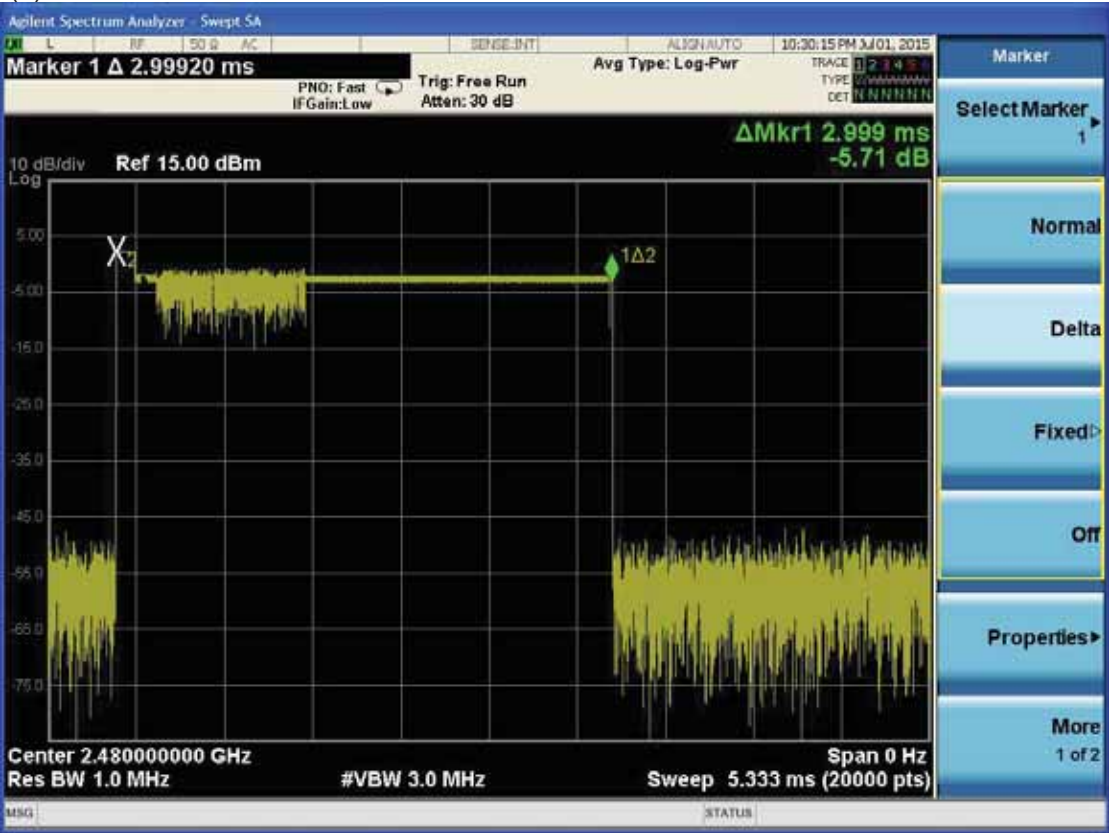 Agilent Spectrum Analyzer - Swept SA
L RF 50 Ω AC SENSE:INT ALIGN AUTO 10:30:15 PM Jul 01, 2015
Marker 1 Δ 2.99920 ms
PNO: Fast
IFGain:Low
Trig: Free Run
Atten: 30 dB
Avg Type: Log-Pwr
TRACE 1 2 3 4 5 6
TYPE
DET N N N N N N
ΔMkr1 2.999 ms
-5.71 dB
10 dB/div Ref 15.00 dBm
Log
5.00
-5.00
-15.0
-25.0
-35.0
-45.0
-55.0
-65.0
-75.0
X2
1Δ2
Center 2.480000000 GHz Span 0 Hz
Res BW 1.0 MHz #VBW 3.0 MHz Sweep 5.333 ms (20000 pts)
MSG STATUS
Marker
Select Marker
1
Normal
Delta
Fixed
Off
Properties
More
1 of 2